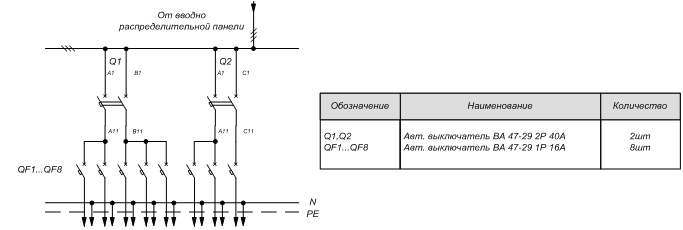 От вводно
распределительной панели
Q1
Q2
A1
B1
A1
C1
A11
B11
A11
C11
QF1...QF8
N
PE
Обозначение Наименование Количество
Q1,Q2 Авт. выключатель ВА 47-29 2Р 40А 2шт
QF1...QF8 Авт. выключатель ВА 47-29 1Р 16А 8шт